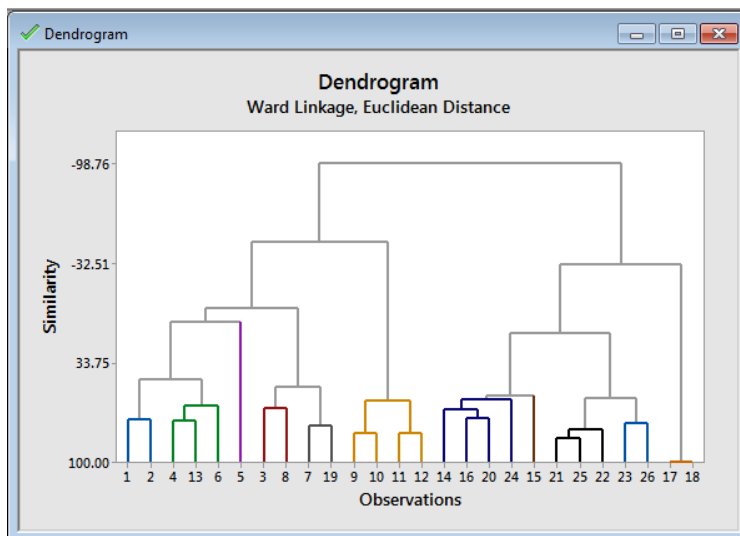 Dendrogram
Dendrogram
Ward Linkage, Euclidean Distance
-98.76
-32.51
33.75
100.00
Similarity
1 2 4 13 6 5 3 8 7 19 9 10 11 12 14 16 20 24 15 21 25 22 23 26 17 18
Observations